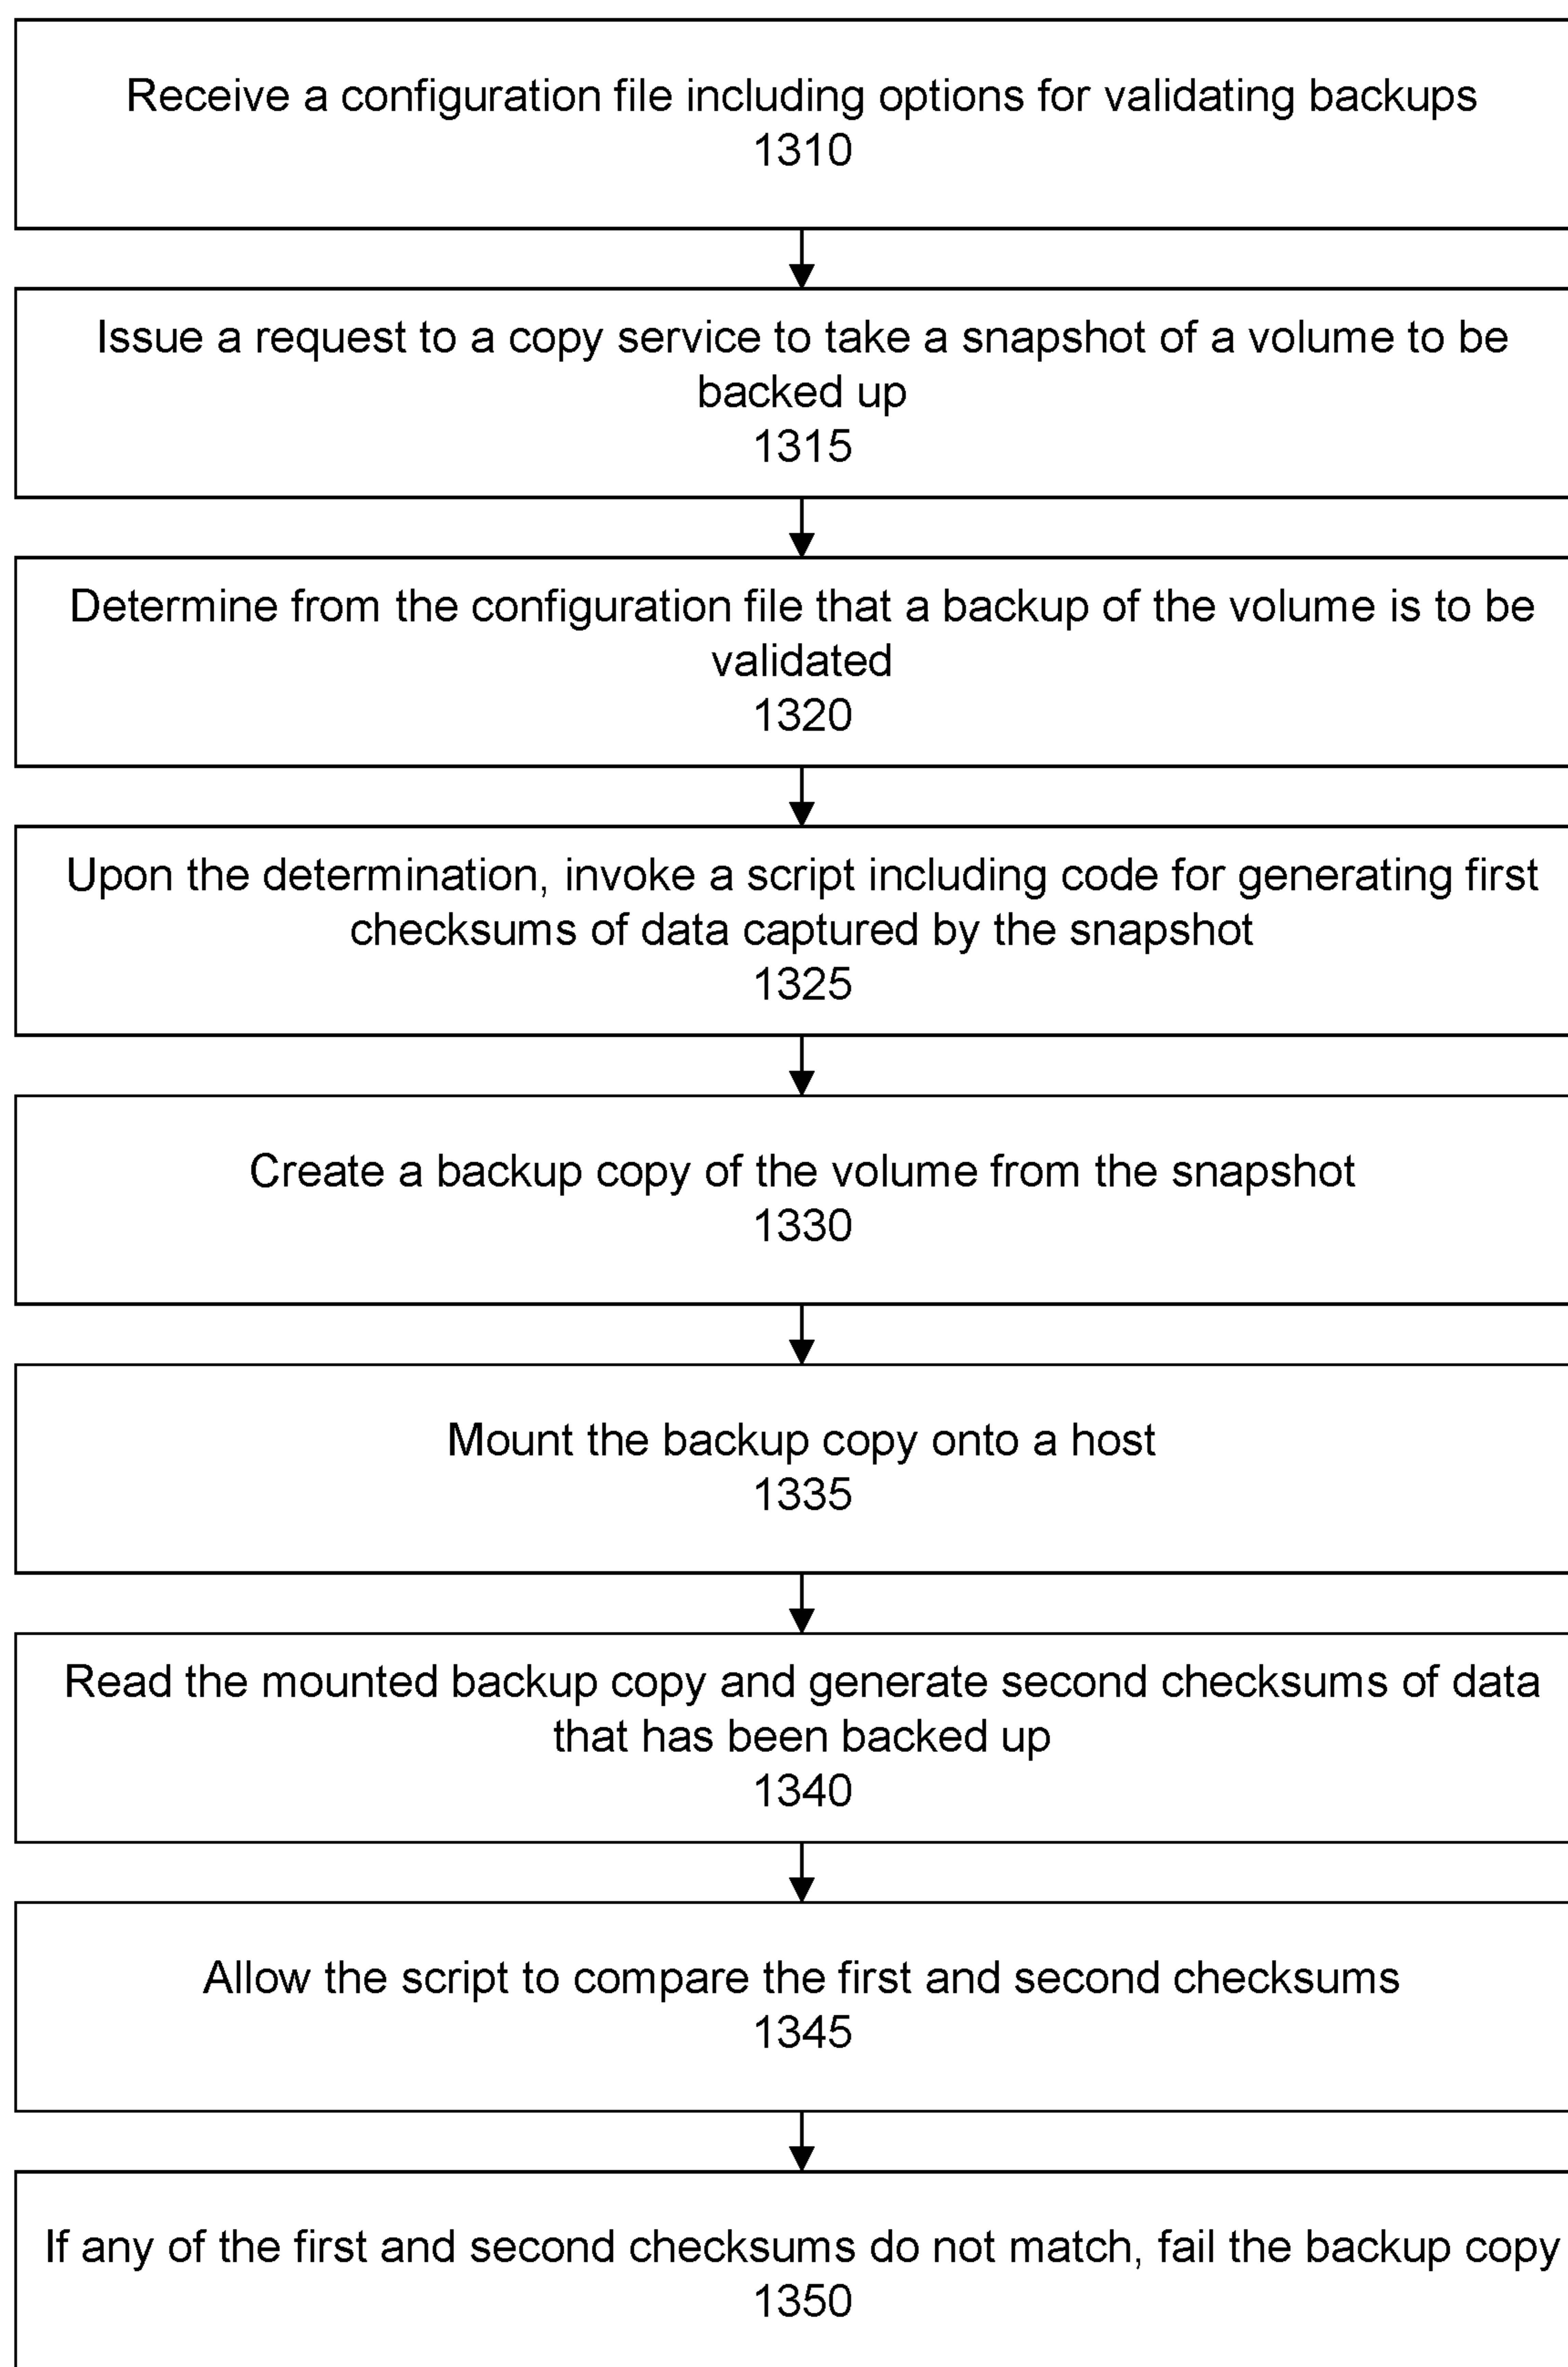 Receive a configuration file including options for validating backups
1310
Issue a request to a copy service to take a snapshot of a volume to be
backed up
1315
Determine from the configuration file that a backup of the volume is to be
validated
1320
Upon the determination, invoke a script including code for generating first
checksums of data captured by the snapshot
1325
Create a backup copy of the volume from the snapshot
1330
Mount the backup copy onto a host
1335
Read the mounted backup copy and generate second checksums of data
that has been backed up
1340
Allow the script to compare the first and second checksums
1345
If any of the first and second checksums do not match, fail the backup copy
1350